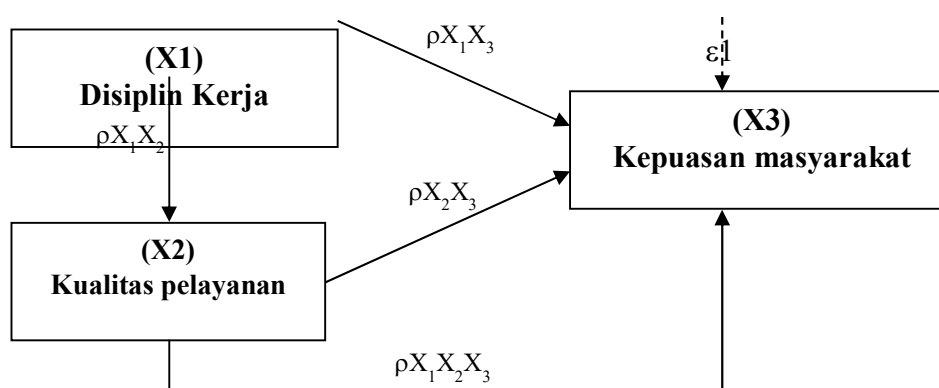 (X1)
Disiplin Kerja
ρX₁X₃
ε1
ρX₁X₂
(X3)
Kepuasan masyarakat
ρX₂X₃
(X2)
Kualitas pelayanan
ρX₁X₂X₃